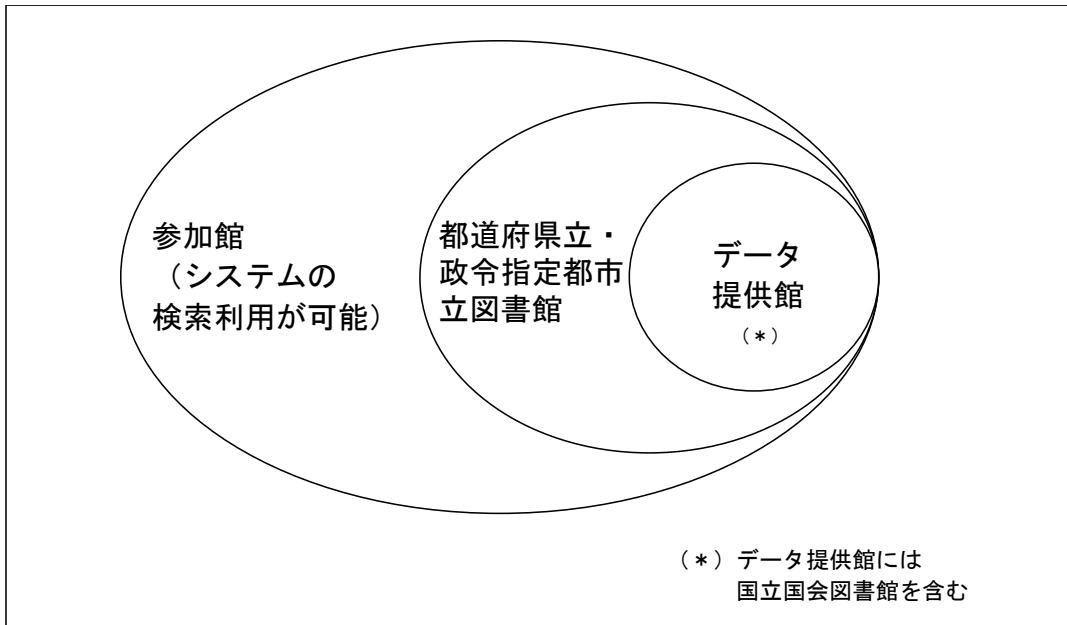 参加館
（システムの
検索利用が可能）
都道府県立・
政令指定都市
立図書館
データ
提供館
（＊）
（＊）データ提供館には
国立国会図書館を含む